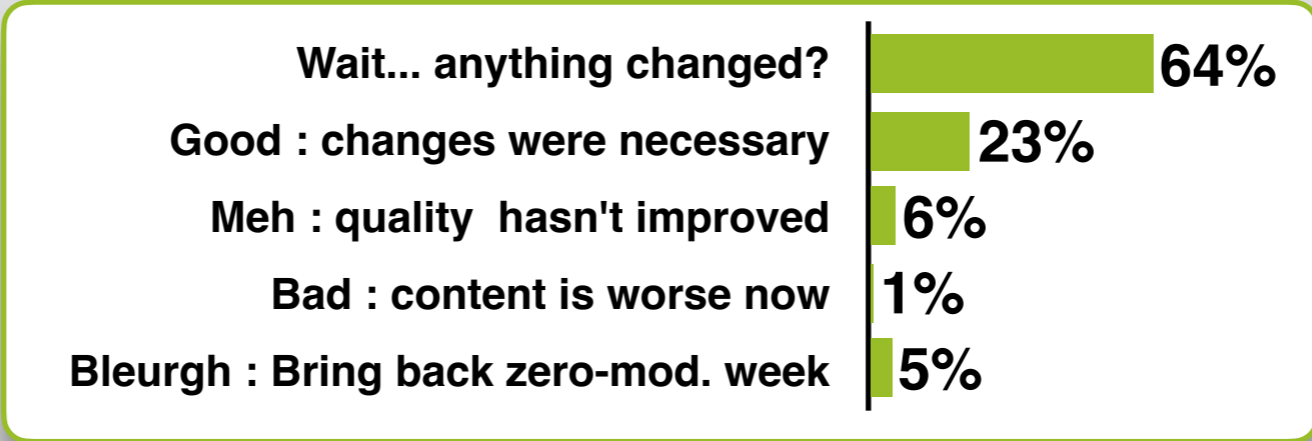 Wait... anything changed? 64%
Good : changes were necessary 23%
Meh : quality  hasn't improved 6%
Bad : content is worse now 1%
Bleurgh : Bring back zero-mod. week 5%